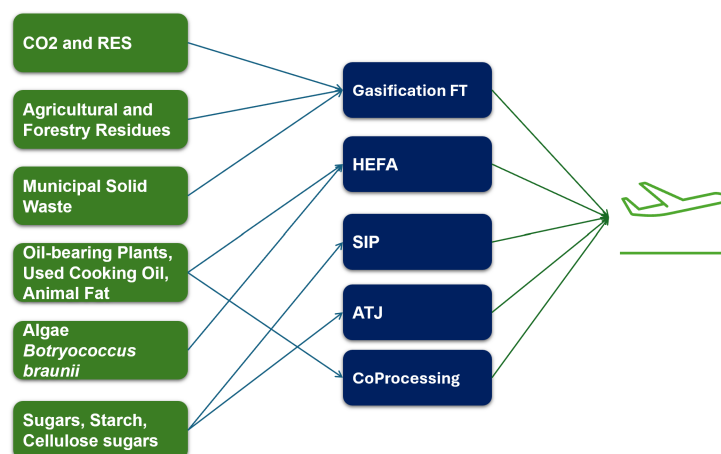 CO2 and RES
Agricultural and
Forestry Residues
Municipal Solid
Waste
Oil-bearing Plants,
Used Cooking Oil,
Animal Fat
Algae
Botryococcus
braunii
Sugars, Starch,
Cellulose sugars
Gasification FT
HEFA
SIP
ATJ
CoProcessing